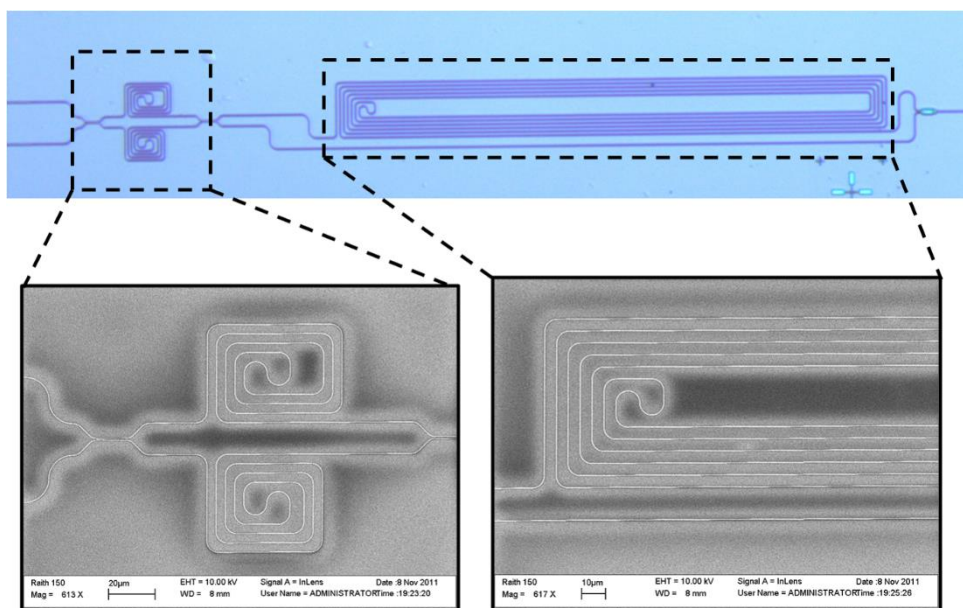 Raith 150
Mag = 613 X
20µm
EHT = 10.00 kV
WD = 8 mm
Signal A = InLens
User Name = ADMINISTRATOR
Date :8 Nov 2011
Time :19:23:20
Raith 150
Mag = 617 X
10µm
EHT = 10.00 kV
WD = 8 mm
Signal A = InLens
User Name = ADMINISTRATOR
Date :8 Nov 2011
Time :19:25:26